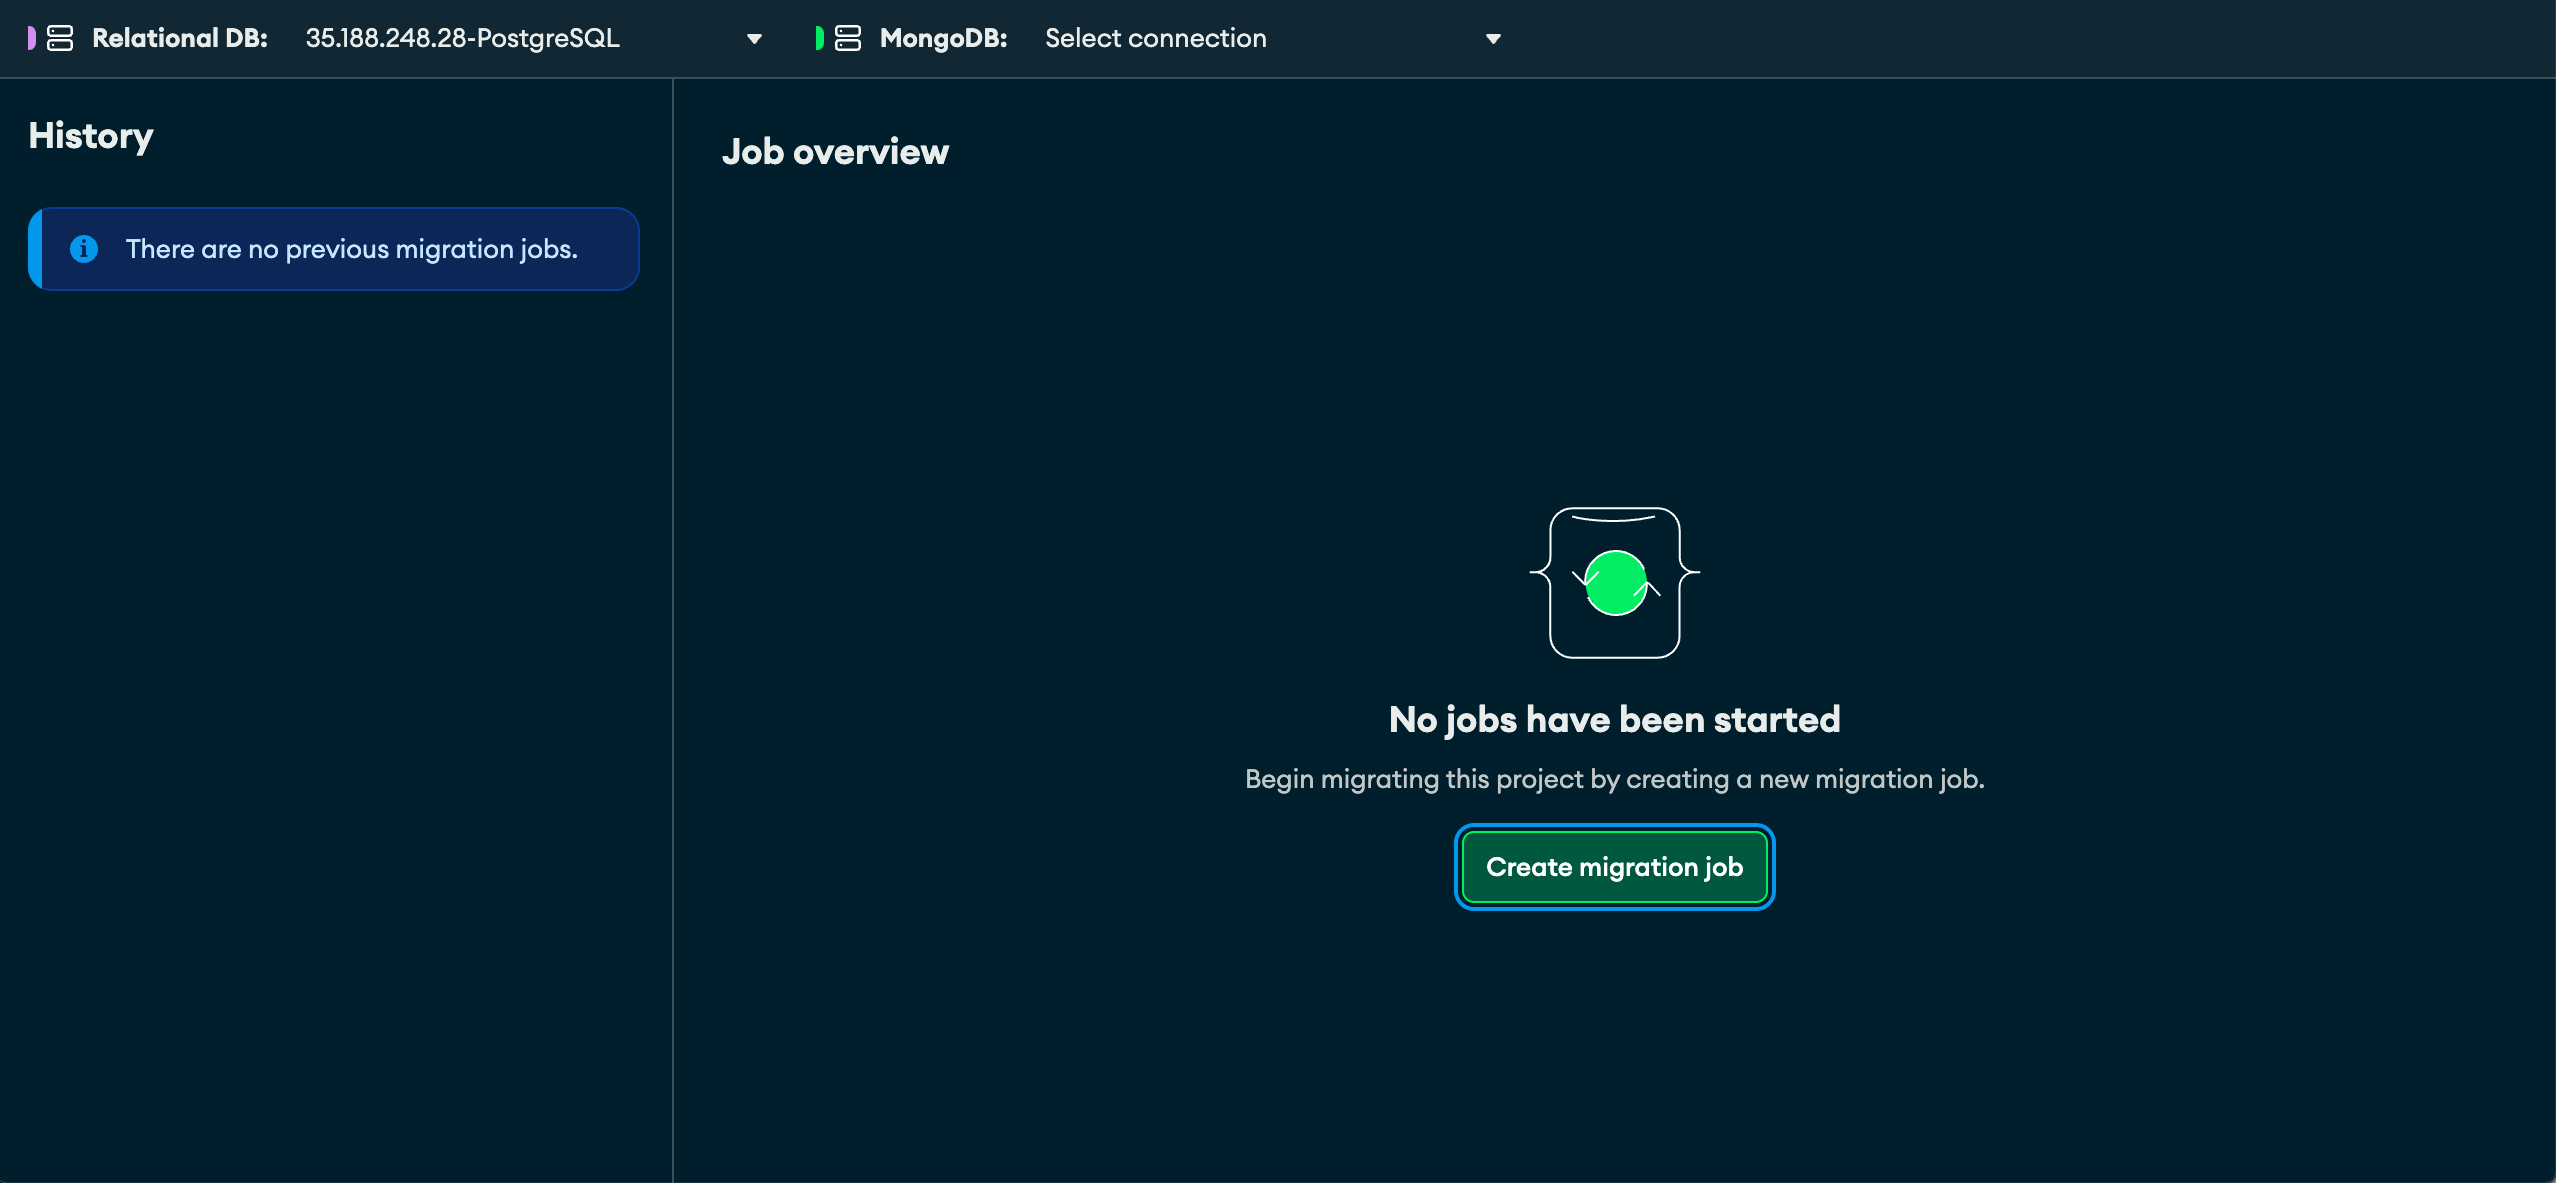 Relational DB: 35.188.248.28-PostgreSQL MongoDB: Select connection
History
There are no previous migration jobs.
Job overview
No jobs have been started
Begin migrating this project by creating a new migration job.
Create migration job